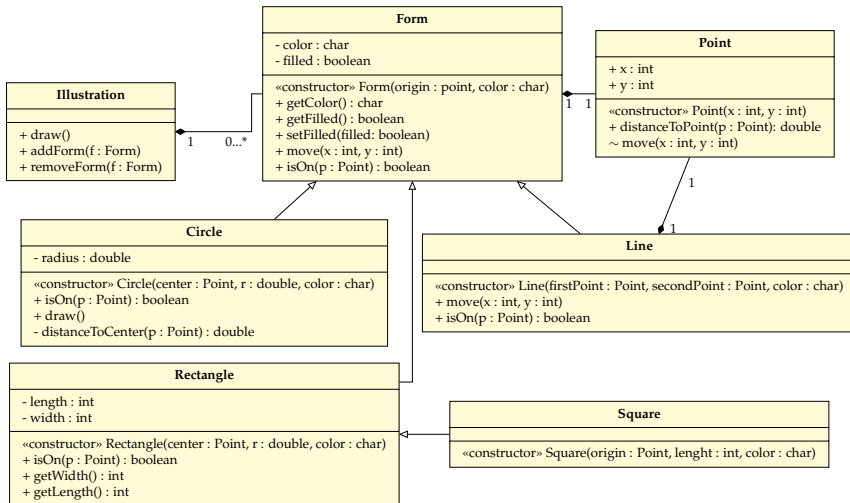 Form
- color : char
- filled : boolean
«constructor» Form(origin : point, color : char)
+ getColor() : char
+ getFilled() : boolean
+ setFilled(filled: boolean)
+ move(x : int, y : int)
+ isOn(p : Point) : boolean
Point
+ x : int
+ y : int
«constructor» Point(x : int, y : int)
+ distanceToPoint(p : Point): double
~ move(x : int, y : int)
Illustration
+ draw()
+ addForm(f : Form)
+ removeForm(f : Form)
1
0...*
1
1
1
1
Circle
- radius : double
«constructor» Circle(center : Point, r : double, color : char)
+ isOn(p : Point) : boolean
+ draw()
- distanceToCenter(p : Point) : double
Line
«constructor» Line(firstPoint : Point, secondPoint : Point, color : char)
+ move(x : int, y : int)
+ isOn(p : Point) : boolean
Rectangle
- length : int
- width : int
«constructor» Rectangle(center : Point, r : double, color : char)
+ isOn(p : Point) : boolean
+ getWidth() : int
+ getLength() : int
Square
«constructor» Square(origin : Point, lenght : int, color : char)